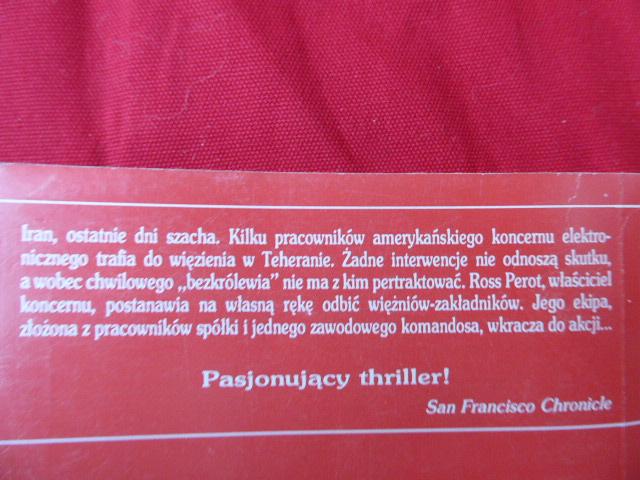 Iran, ostatnie dni szacha. Kilku pracowników amerykańskiego koncernu elektro-
nicznego trafia do więzienia w Teheranie. Żadne interwencje nie odnoszą skutku,
a wobec chwilowego „bezkrólewia” nie ma z kim pertraktować. Ross Perot, właściciel
koncernu, postanawia na własną rękę odbić więźniów-zakładników. Jego ekipa,
złożona z pracowników spółki i jednego zawodowego komandosa, wkracza do akcji...
Pasjonujący thriller!
San Francisco Chronicle